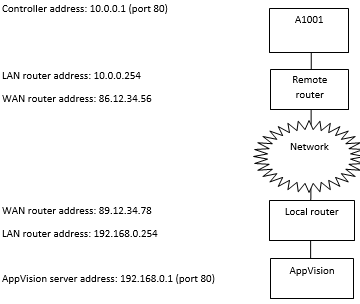 Controller address: 10.0.0.1 (port 80)
A1001
LAN router address: 10.0.0.254
Remote
router
WAN router address: 86.12.34.56
Network
WAN router address: 89.12.34.78
Local router
LAN router address: 192.168.0.254
AppVision
AppVision server address: 192.168.0.1 (port 80)